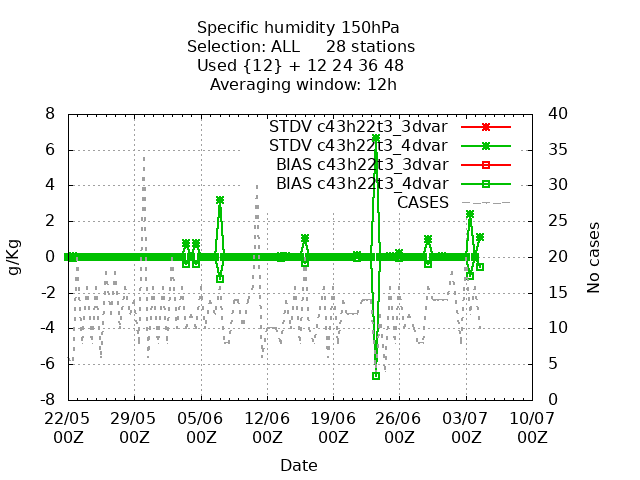 Specific humidity 150hPa
Selection: ALL     28 stations
Used {12} + 12 24 36 48
Averaging window: 12h
STDV c43h22t3_3dvar
STDV c43h22t3_4dvar
BIAS c43h22t3_3dvar
BIAS c43h22t3_4dvar
CASES
8
6
4
2
0
-2
-4
-6
-8
g/Kg
40
35
30
25
20
15
10
5
0
No cases
22/05 29/05 05/06 12/06 19/06 26/06 03/07 10/07
00Z 00Z 00Z 00Z 00Z 00Z 00Z 00Z
Date